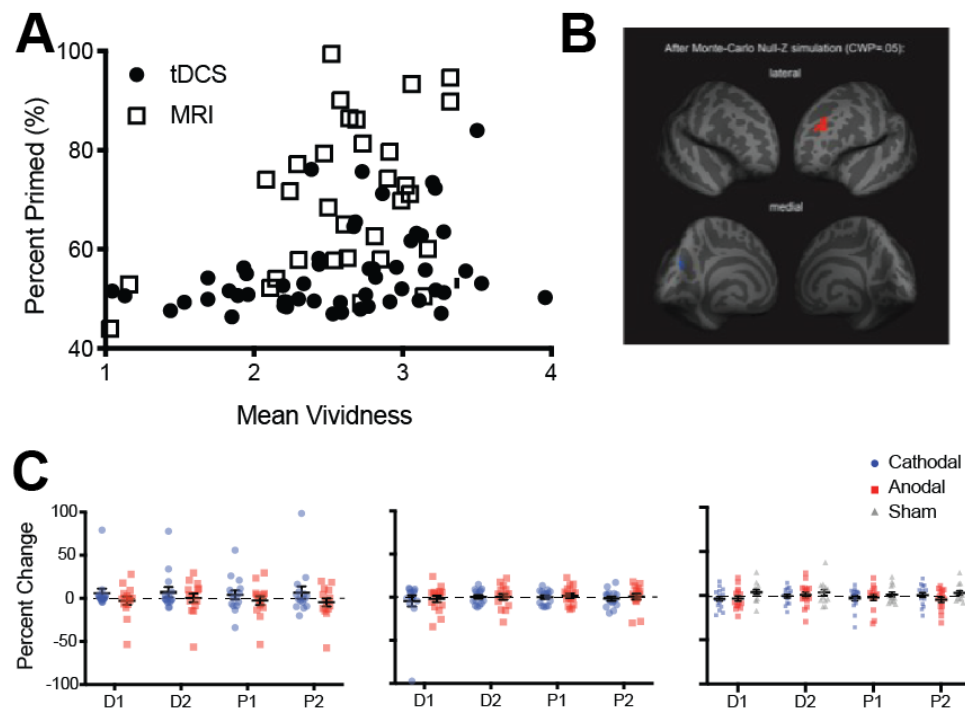 A
B
100
80
60
40
Percent Primed (%)
tDCS
MRI
1 2 3 4
Mean Vividness
After Monte-Carlo Null-Z simulation (CWP=.05):
lateral
medial
C
Cathodal
Anodal
Sham
Percent Change
100
50
0
-50
-100
D1 D2 P1 P2
D1 D2 P1 P2
D1 D2 P1 P2